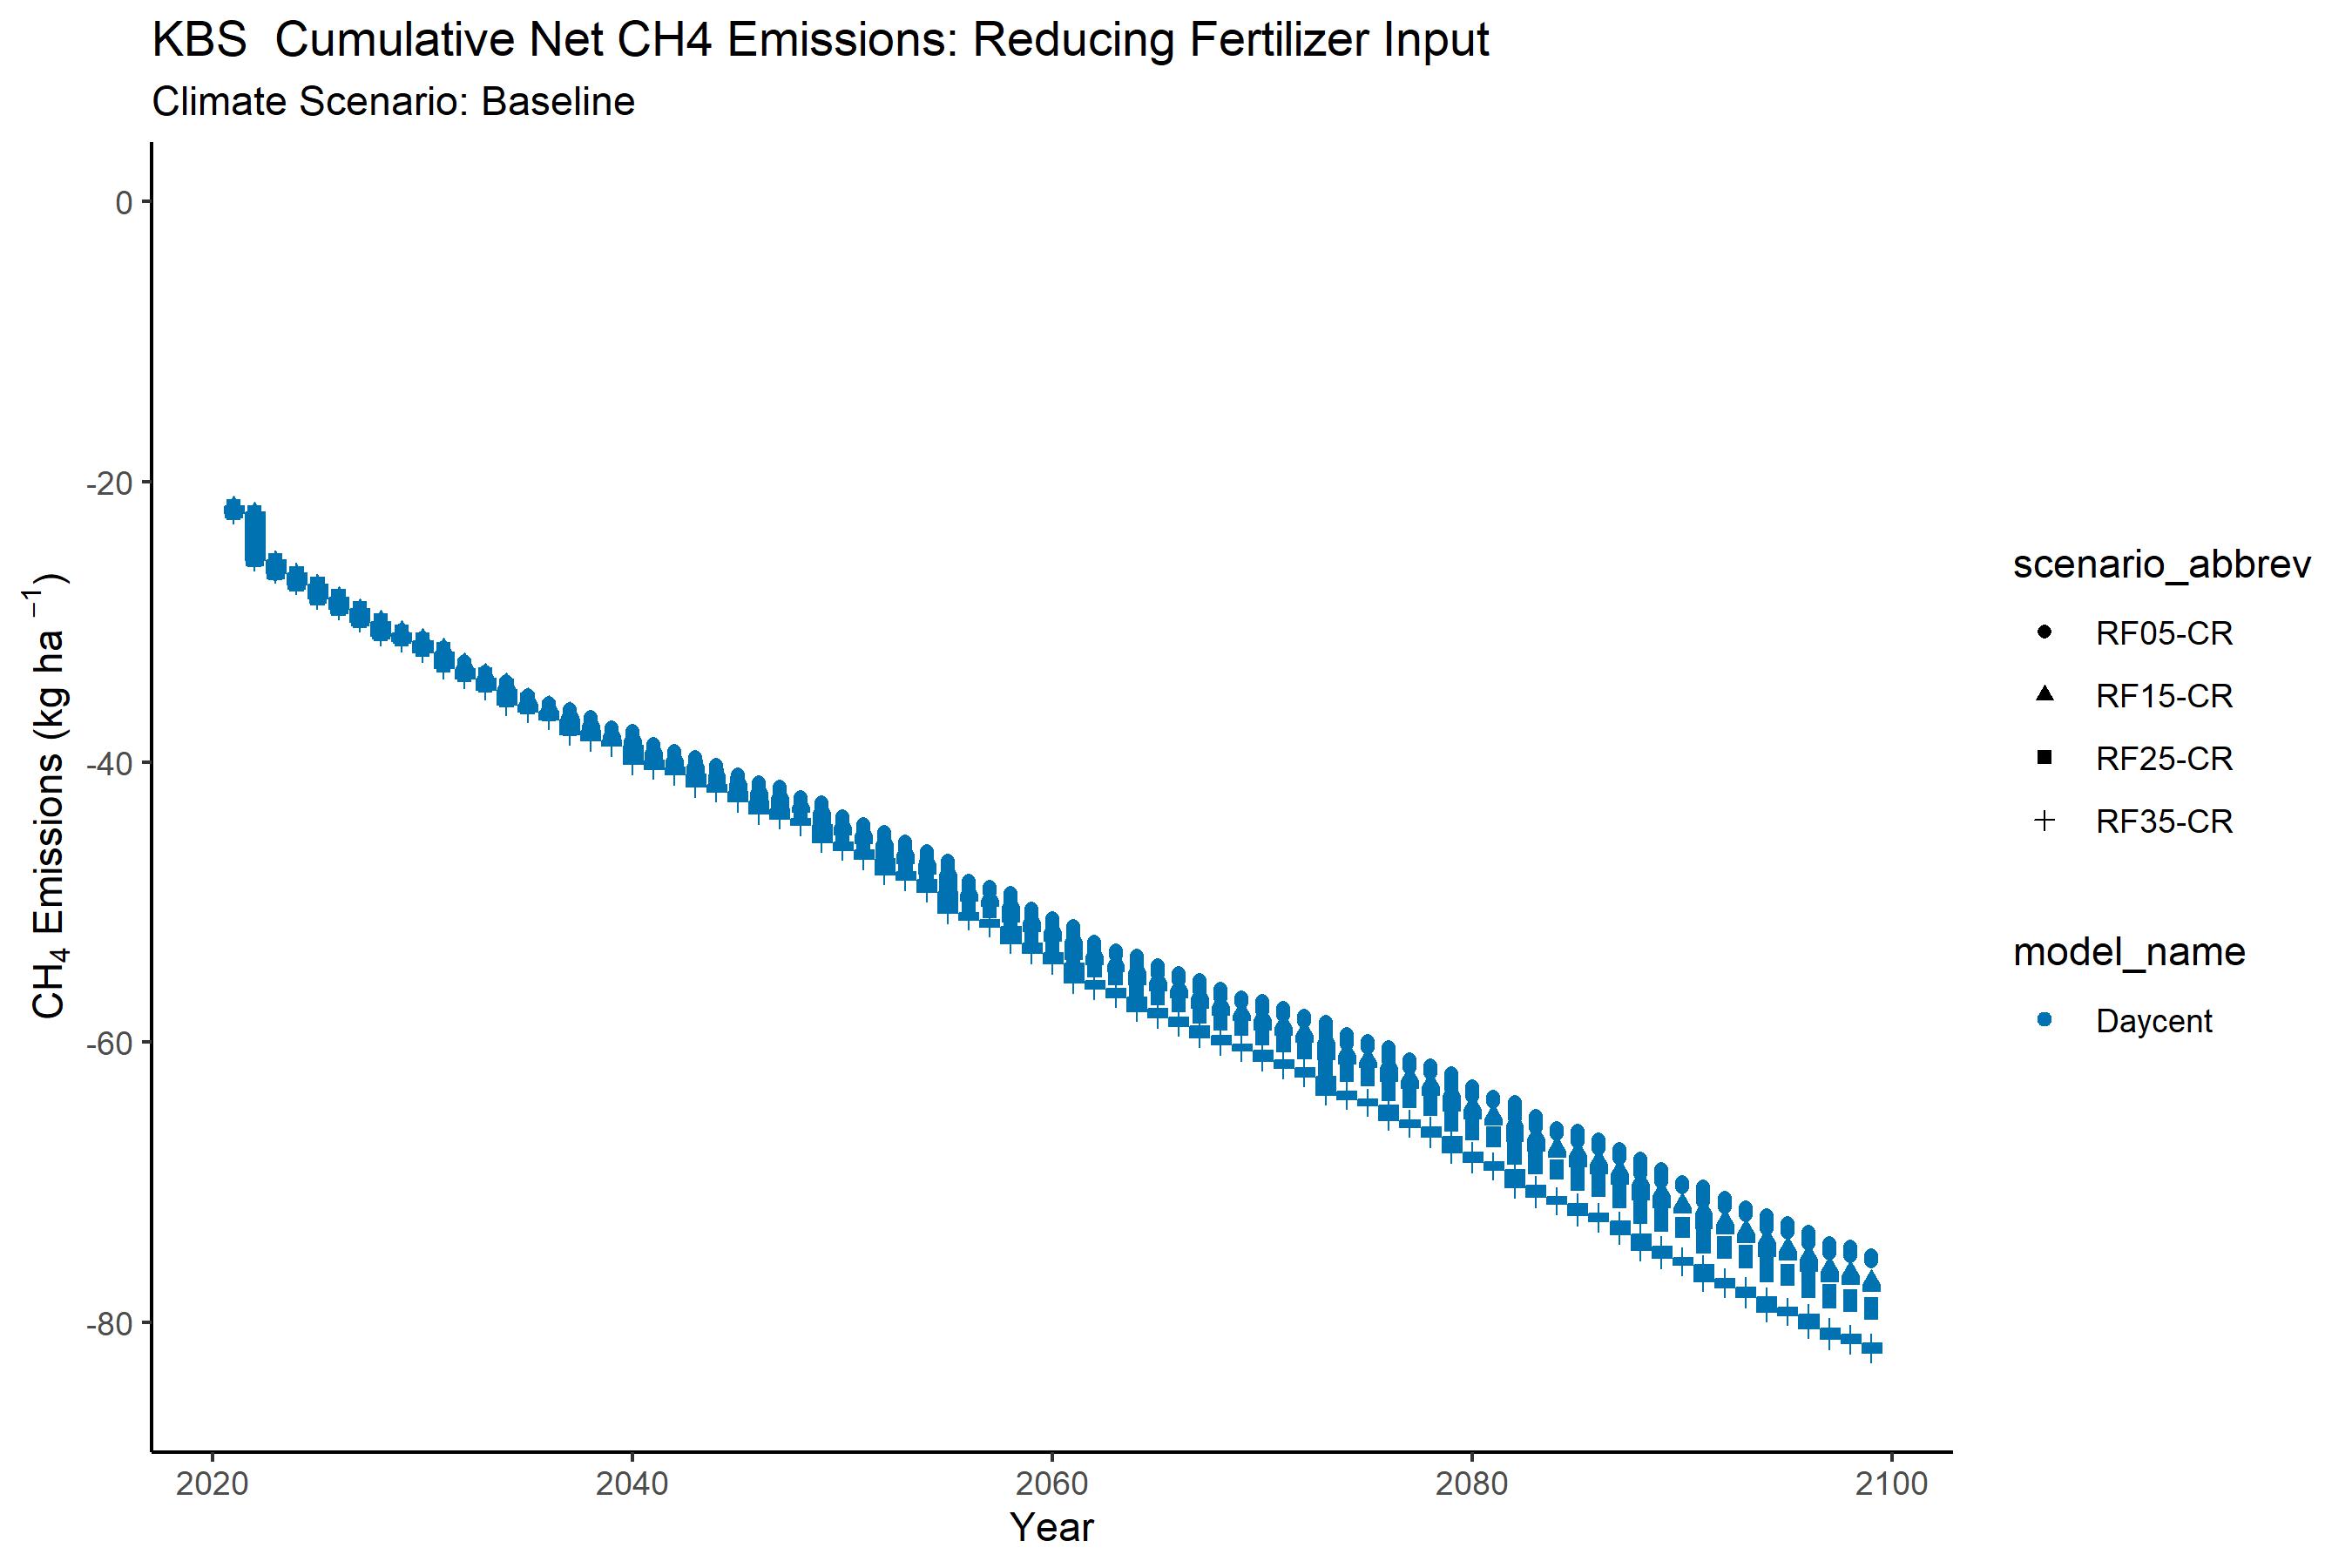 KBS  Cumulative Net CH4 Emissions: Reducing Fertilizer Input
Climate Scenario: Baseline
0
-20
-40
-60
-80
CH₄ Emissions (kg ha ⁻¹)
2020 2040 2060 2080 2100
Year
scenario_abbrev
RF05-CR
RF15-CR
RF25-CR
RF35-CR
model_name
Daycent